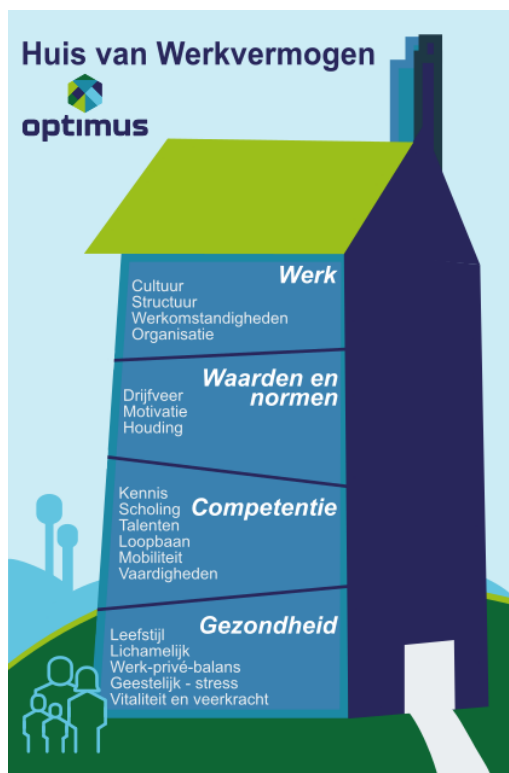 Huis van Werkvermogen
optimus
Werk
Cultuur
Structuur
Werkomstandigheden
Organisatie
Waarden en
normen
Drijfveer
Motivatie
Houding
Competentie
Kennis
Scholing
Talenten
Loopbaan
Mobiliteit
Vaardigheden
Gezondheid
Leefstijl
Lichamelijk
Werk-privé-balans
Geestelijk - stress
Vitaliteit en veerkracht